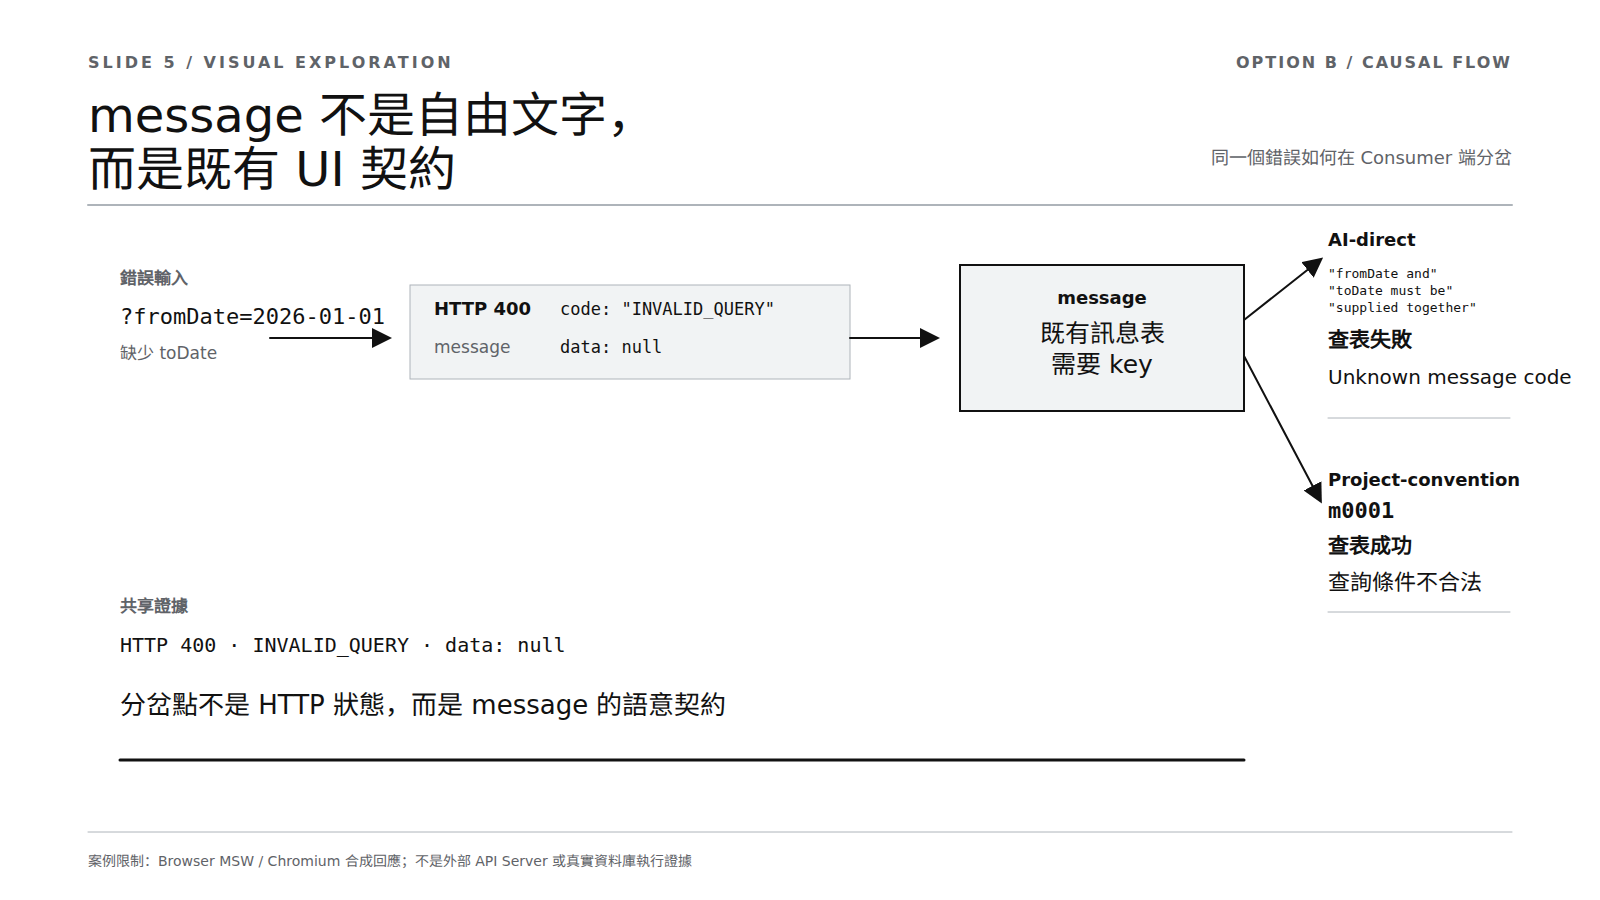 SLIDE 5 / VISUAL EXPLORATION
OPTION B / CAUSAL FLOW
message 不是自由文字，
而是既有 UI 契約
同一個錯誤如何在 Consumer 端分岔
錯誤輸入
?fromDate=2026-01-01
缺少 toDate
HTTP 400 code: "INVALID_QUERY"
message data: null
message
既有訊息表
需要 key
AI-direct
"fromDate and"
"toDate must be"
"supplied together"
查表失敗
Unknown message code
Project-convention
m0001
查表成功
查詢條件不合法
共享證據
HTTP 400 · INVALID_QUERY · data: null
分岔點不是 HTTP 狀態，而是 message 的語意契約
案例限制：Browser MSW / Chromium 合成回應；不是外部 API Server 或真實資料庫執行證據